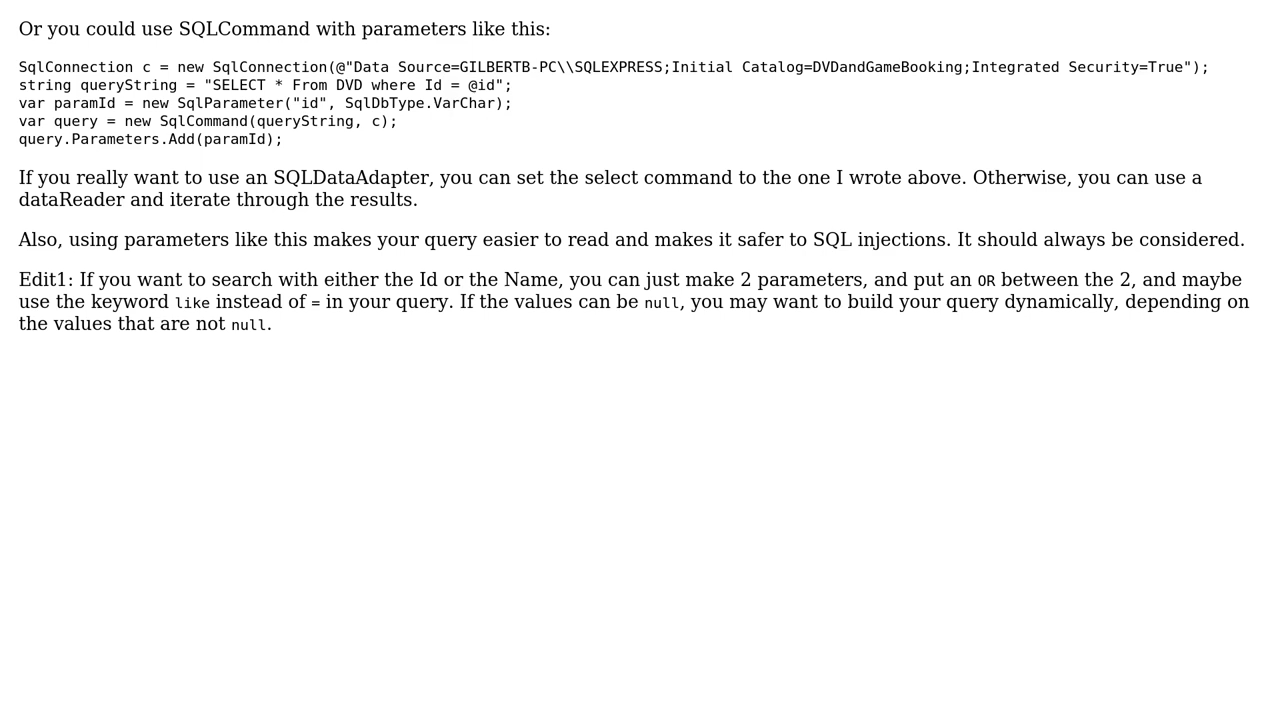 Or you could use SQLCommand with parameters like this:
SqlConnection c = new SqlConnection(@"Data Source=GILBERTB-PC\\SQLEXPRESS;Initial Catalog=DVDandGameBooking;Integrated Security=True");
string queryString = "SELECT * From DVD where Id = @id";
var paramId = new SqlParameter("id", SqlDbType.VarChar);
var query = new SqlCommand(queryString, c);
query.Parameters.Add(paramId);
If you really want to use an SQLDataAdapter, you can set the select command to the one I wrote above. Otherwise, you can use a
dataReader and iterate through the results.
Also, using parameters like this makes your query easier to read and makes it safer to SQL injections. It should always be considered.
Edit1: If you want to search with either the Id or the Name, you can just make 2 parameters, and put an OR between the 2, and maybe
use the keyword like instead of = in your query. If the values can be null, you may want to build your query dynamically, depending on
the values that are not null.